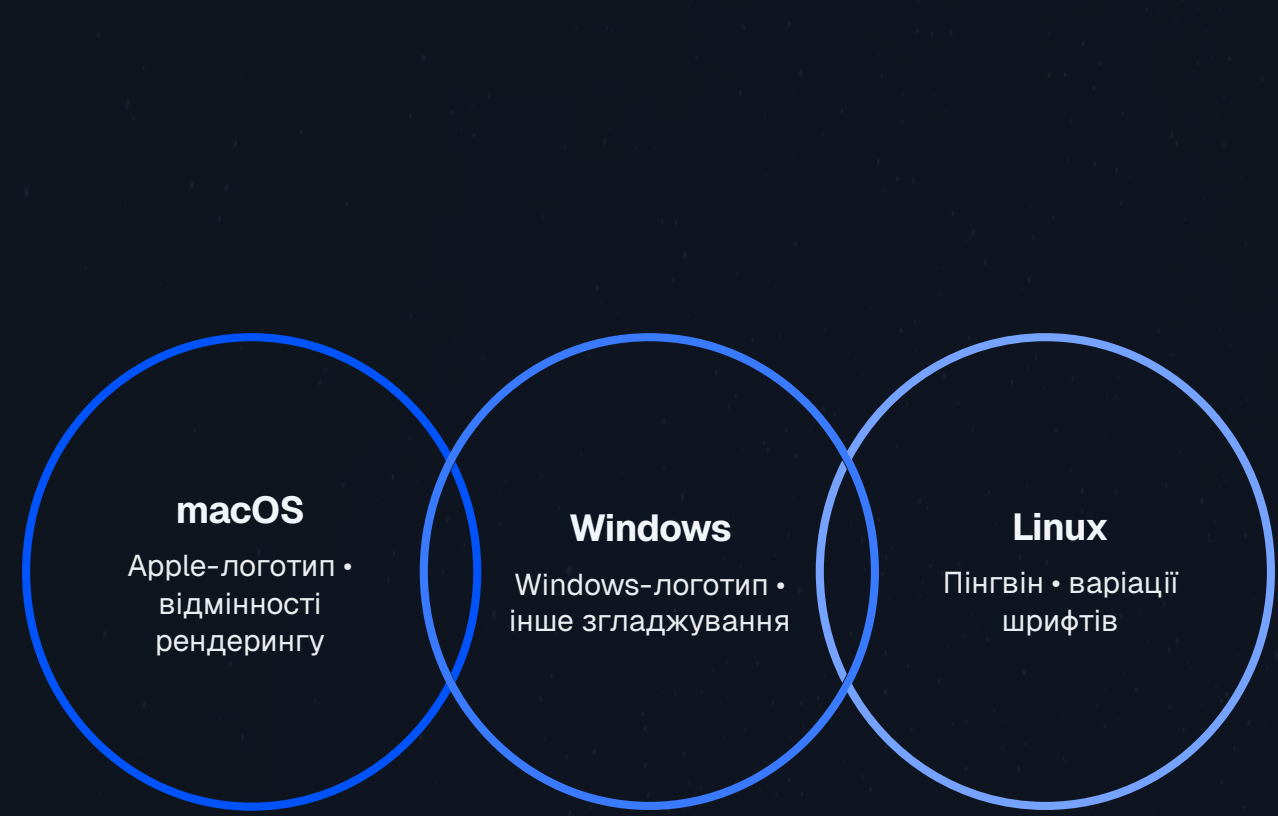 macOS
Apple-логотип •
відмінності
рендерингу
Windows
Windows-логотип •
інше згладжування
Linux
Пінгвін • варіації
шрифтів